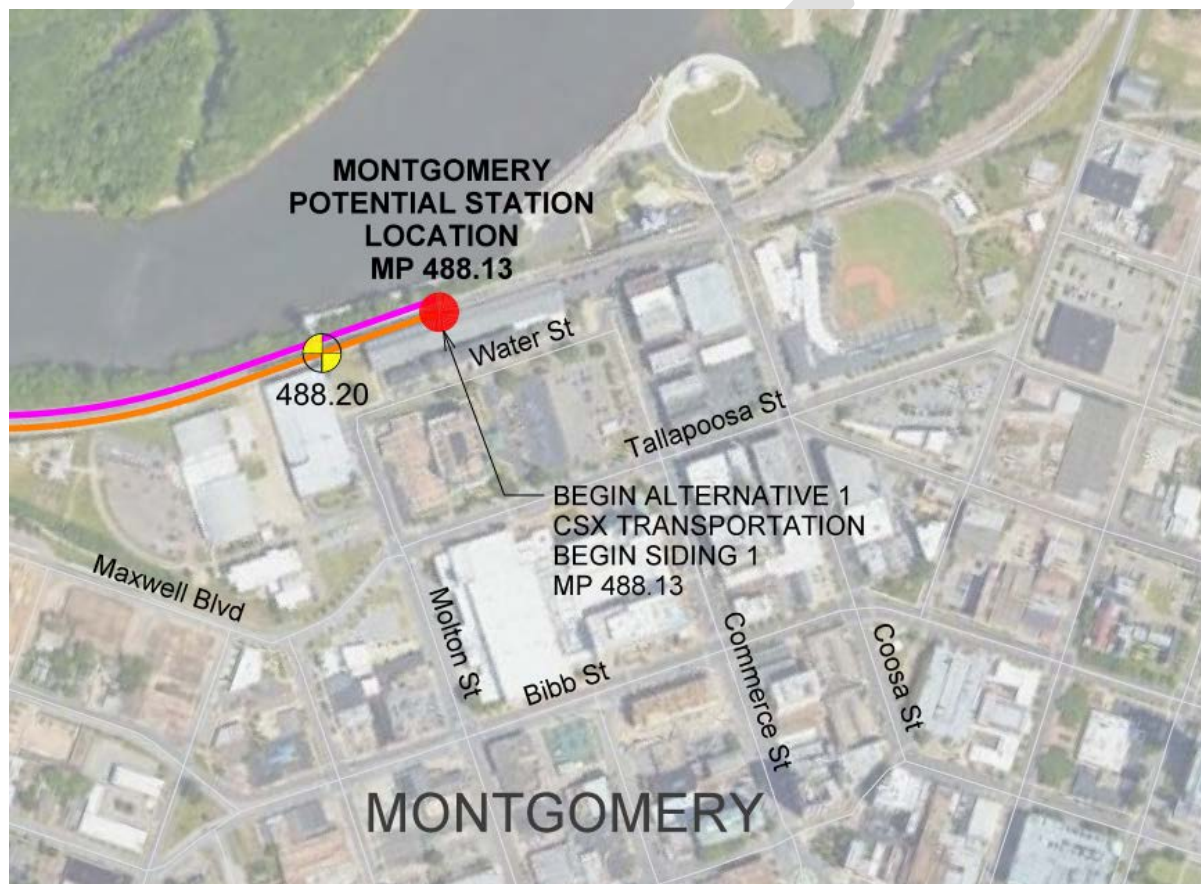 MONTGOMERY
POTENTIAL STATION
LOCATION
MP 488.13
Water St
488.20
Tallapoosa St
BEGIN ALTERNATIVE 1
CSX TRANSPORTATION
BEGIN SIDING 1
MP 488.13
Maxwell Blvd
Molton St
Bibb St
Commerce St
Coosa St
MONTGOMERY